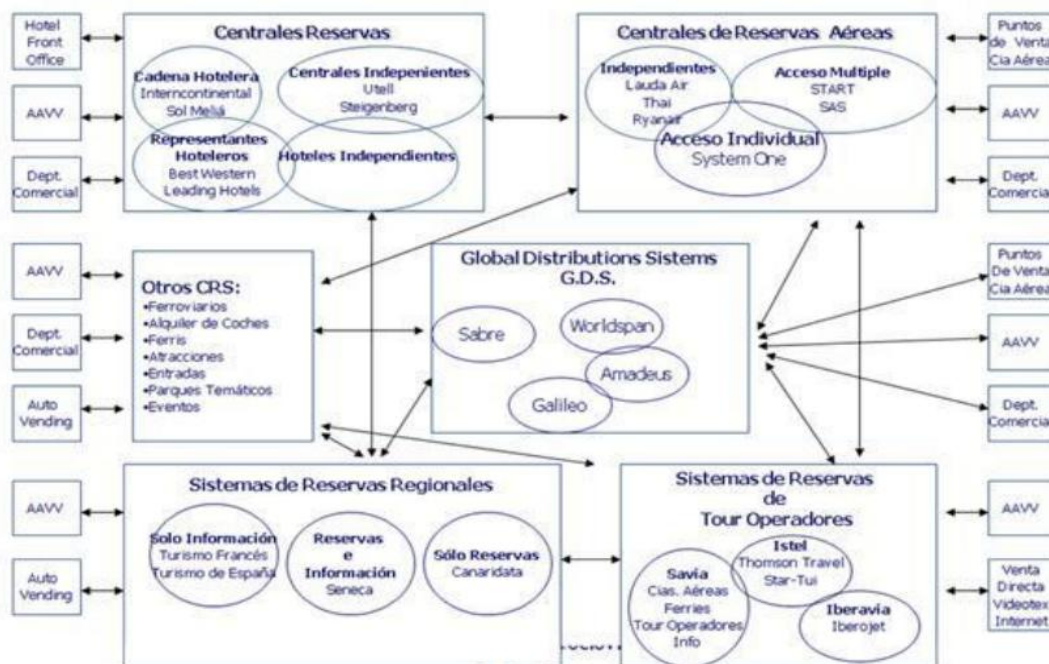 Hotel
Front
Office
AAVV
Dept.
Comercial
Centrales Reservas
Cadena Hotelera
Interncontinental
Sol Meliá
Centrales Indepenientes
Utell
Steigenberg
Representantes
Hoteleros
Best Western
Leading Hotels
Hoteles Independientes
Centrales de Reservas Aéreas
Independientes
Lauda Air
Thai
Ryanair
Acceso Multiple
START
SAS
Acceso Individual
System One
Puntos
de Venta
Cia Aérea
AAVV
Dept.
Comercial
AAVV
Dept.
Comercial
Auto
Vending
Otros CRS:
•Ferroviarios
•Alquiler de Coches
•Ferris
•Atracciones
•Entradas
•Parques Temáticos
•Eventos
Global Distributions Sistems
G.D.S.
Sabre
Worldspan
Amadeus
Galileo
Puntos
De Venta
Cia Aérea
AAVV
Dept.
Comercial
AAVV
Auto
Vending
Sistemas de Reservas Regionales
Solo Información
Turismo Francés
Turismo de España
Reservas
e
Información
Seneca
Sólo Reservas
Canaridata
Sistemas de Reservas
de
Tour Operadores
Savia
Cias. Aéreas
Ferries
Tour Operadores
Info
Istel
Thomson Travel
Star-Tui
Iberavia
Iberojet
AAVV
Venta
Directa
Videotex
Internet